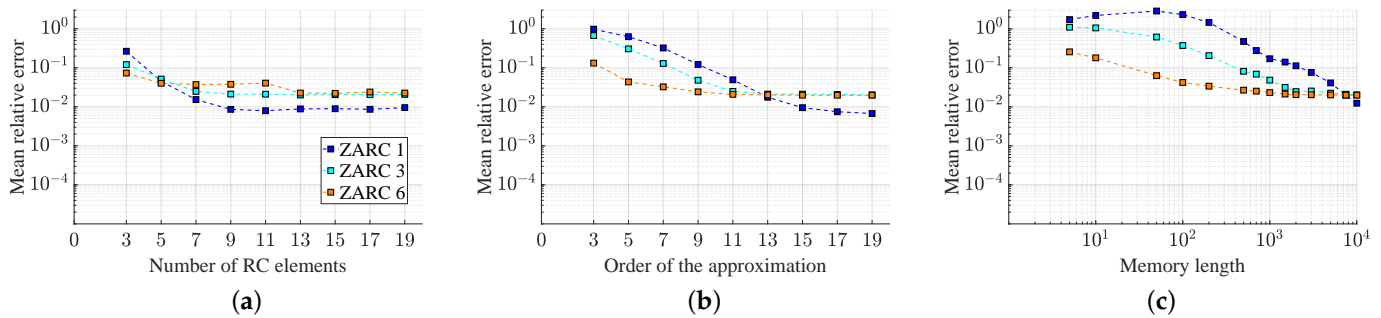 Mean relative error
10^0
10^−1
10^−2
10^−3
10^−4
0 3 5 7 9 11 13 15 17 19
Number of RC elements
ZARC 1
ZARC 3
ZARC 6
(a)
Mean relative error
10^0
10^−1
10^−2
10^−3
10^−4
0 3 5 7 9 11 13 15 17 19
Order of the approximation
(b)
Mean relative error
10^0
10^−1
10^−2
10^−3
10^−4
10^1 10^2 10^3 10^4
Memory length
(c)